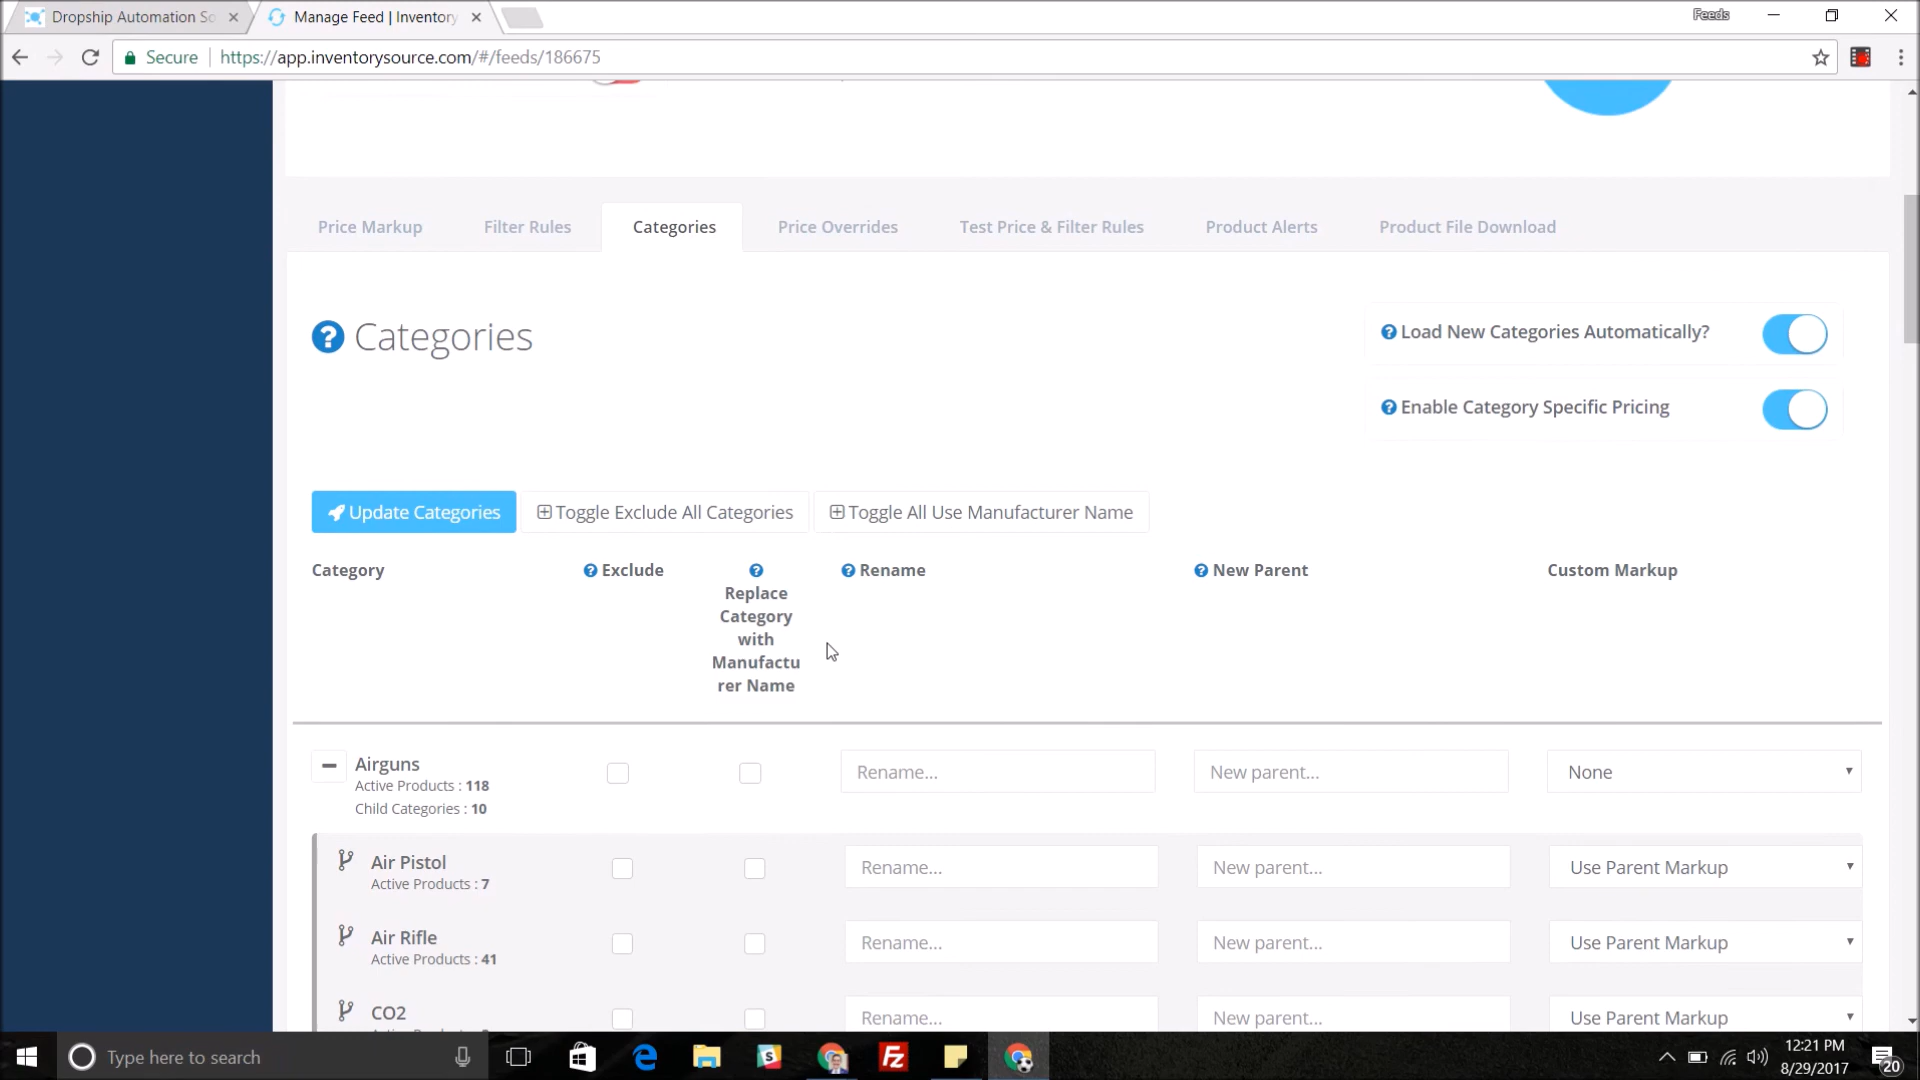 Dropship Automation So
Manage Feed | Inventory
Feeds
Secure https://app.inventorysource.com/#/feeds/186675
Price Markup Filter Rules Categories Price Overrides Test Price & Filter Rules Product Alerts Product File Download
Categories
Load New Categories Automatically?
Enable Category Specific Pricing
Update Categories Toggle Exclude All Categories Toggle All Use Manufacturer Name
Category Exclude Replace Category with Manufactu rer Name Rename New Parent Custom Markup
Airguns
Active Products : 118
Child Categories : 10
Rename... New parent... None
Air Pistol
Active Products : 7
Rename... New parent... Use Parent Markup
Air Rifle
Active Products : 41
Rename... New parent... Use Parent Markup
CO2
Rename... New parent... Use Parent Markup
Type here to search
12:21 PM
8/29/2017
20